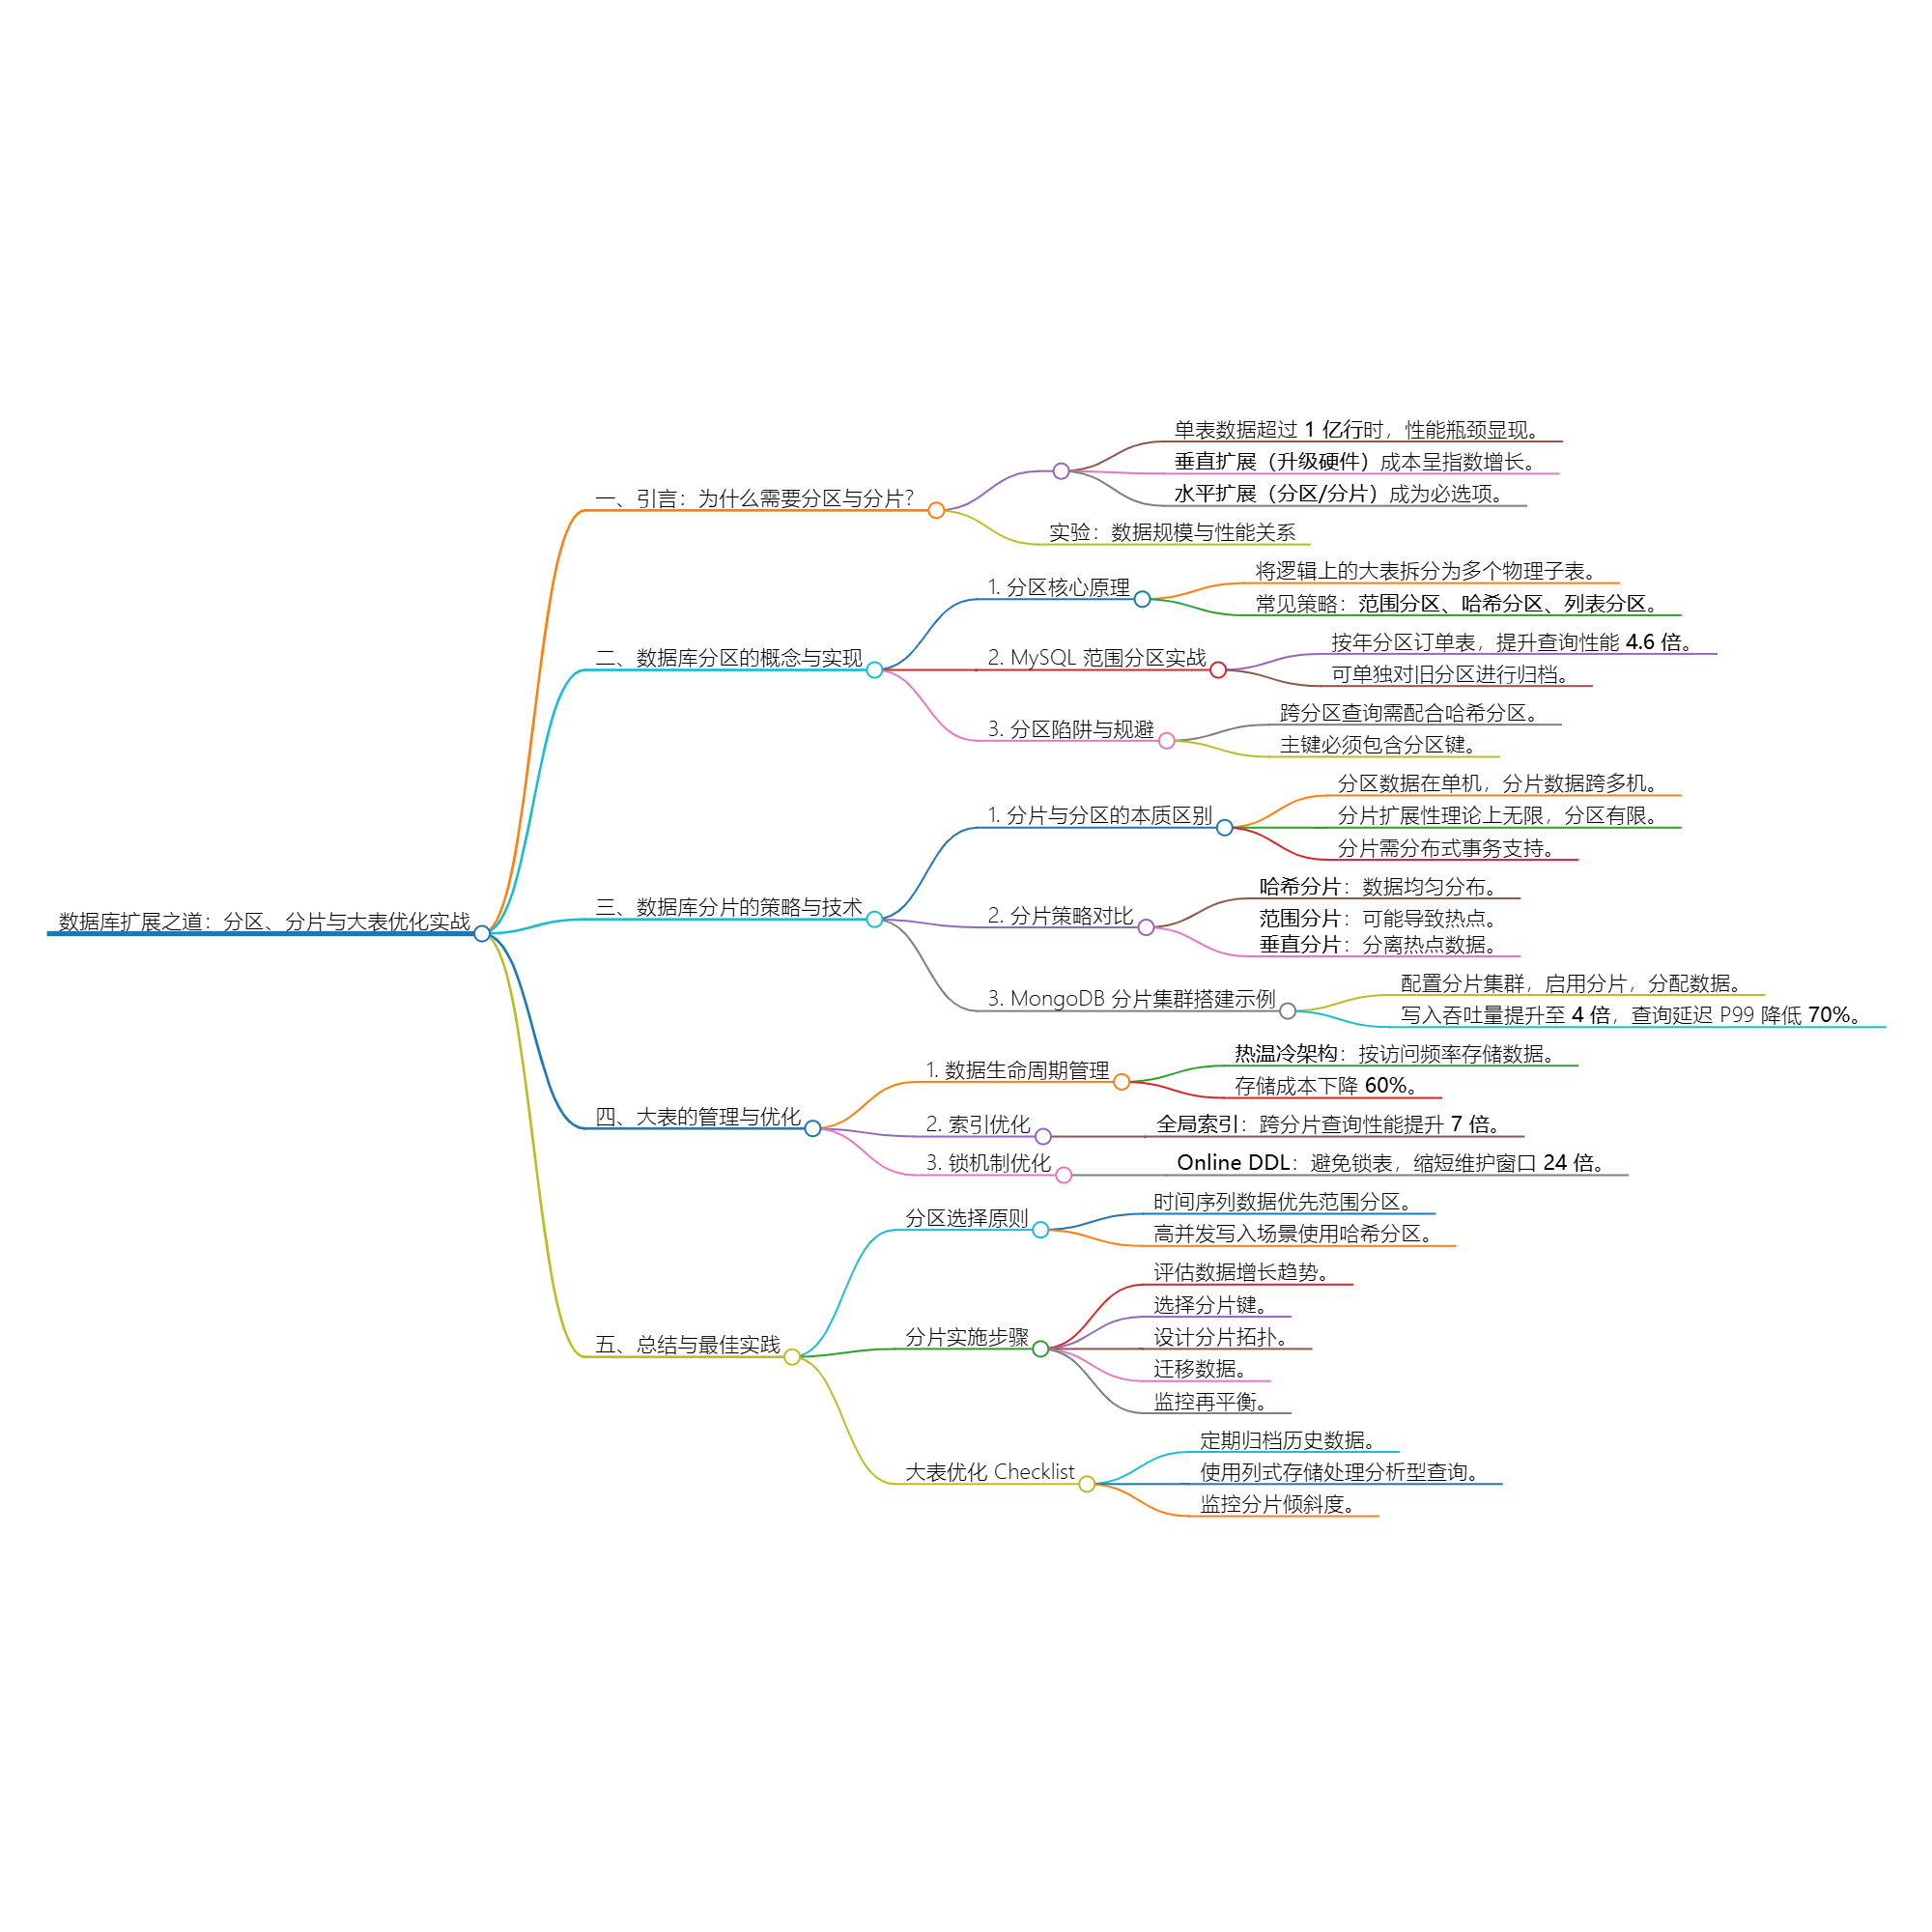 数据库扩展之道：分区、分片与大表优化实战
一、引言：为什么需要分区与分片?
单表数据超过 1 亿行时，性能瓶颈显现。
垂直扩展（升级硬件）成本呈指数增长。
水平扩展（分区/分片）成为必选项。
实验：数据规模与性能关系
二、数据库分区的概念与实现
1. 分区核心原理
将逻辑上的大表拆分为多个物理子表。
常见策略：范围分区、哈希分区、列表分区。
2. MySQL 范围分区实战
按年分区订单表，提升查询性能 4.6 倍。
可单独对旧分区进行归档。
3. 分区陷阱与规避
跨分区查询需配合哈希分区。
主键必须包含分区键。
三、数据库分片的策略与技术
1. 分片与分区的本质区别
分区数据在单机，分片数据跨多机。
分片扩展性理论上无限，分区有限。
分片需分布式事务支持。
2. 分片策略对比
哈希分片：数据均匀分布。
范围分片：可能导致热点。
垂直分片：分离热点数据。
3. MongoDB 分片集群搭建示例
配置分片集群，启用分片，分配数据。
写入吞吐量提升至 4 倍，查询延迟 P99 降低 70%。
四、大表的管理与优化
1. 数据生命周期管理
热温冷架构：按访问频率存储数据。
存储成本下降 60%。
2. 索引优化
全局索引：跨分片查询性能提升 7 倍。
3. 锁机制优化
Online DDL：避免锁表，缩短维护窗口 24 倍。
五、总结与最佳实践
分区选择原则
时间序列数据优先范围分区。
高并发写入场景使用哈希分区。
分片实施步骤
评估数据增长趋势。
选择分片键。
设计分片拓扑。
迁移数据。
监控再平衡。
大表优化 Checklist
定期归档历史数据。
使用列式存储处理分析型查询。
监控分片倾斜度。